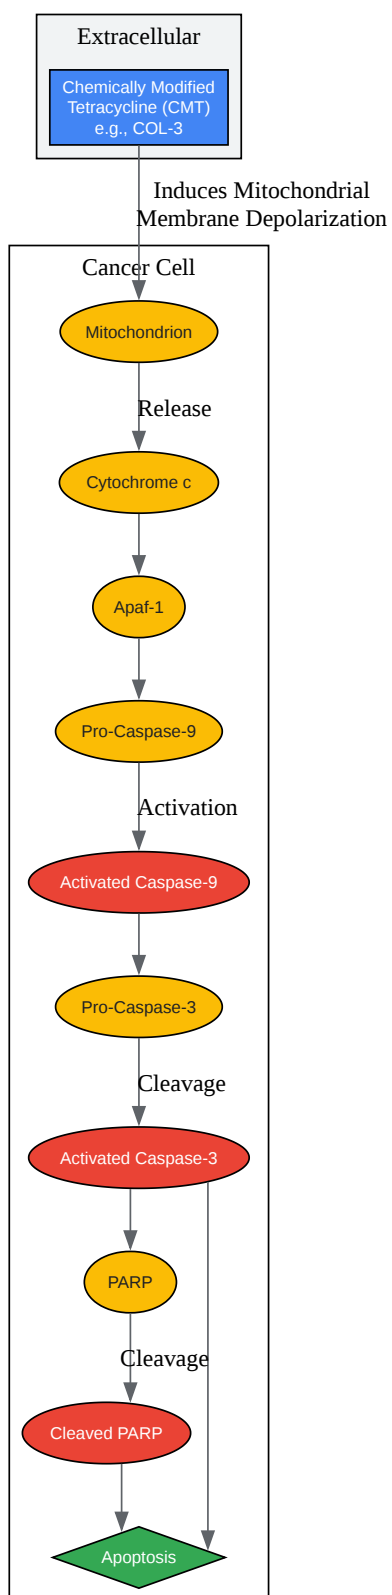 Extracellular
Chemically Modified
Tetracycline (CMT)
e.g., COL-3
Induces Mitochondrial
Membrane Depolarization
Cancer Cell
Mitochondrion
Release
Cytochrome c
Apaf-1
Pro-Caspase-9
Activation
Activated Caspase-9
Pro-Caspase-3
Cleavage
Activated Caspase-3
PARP
Cleavage
Cleaved PARP
Apoptosis